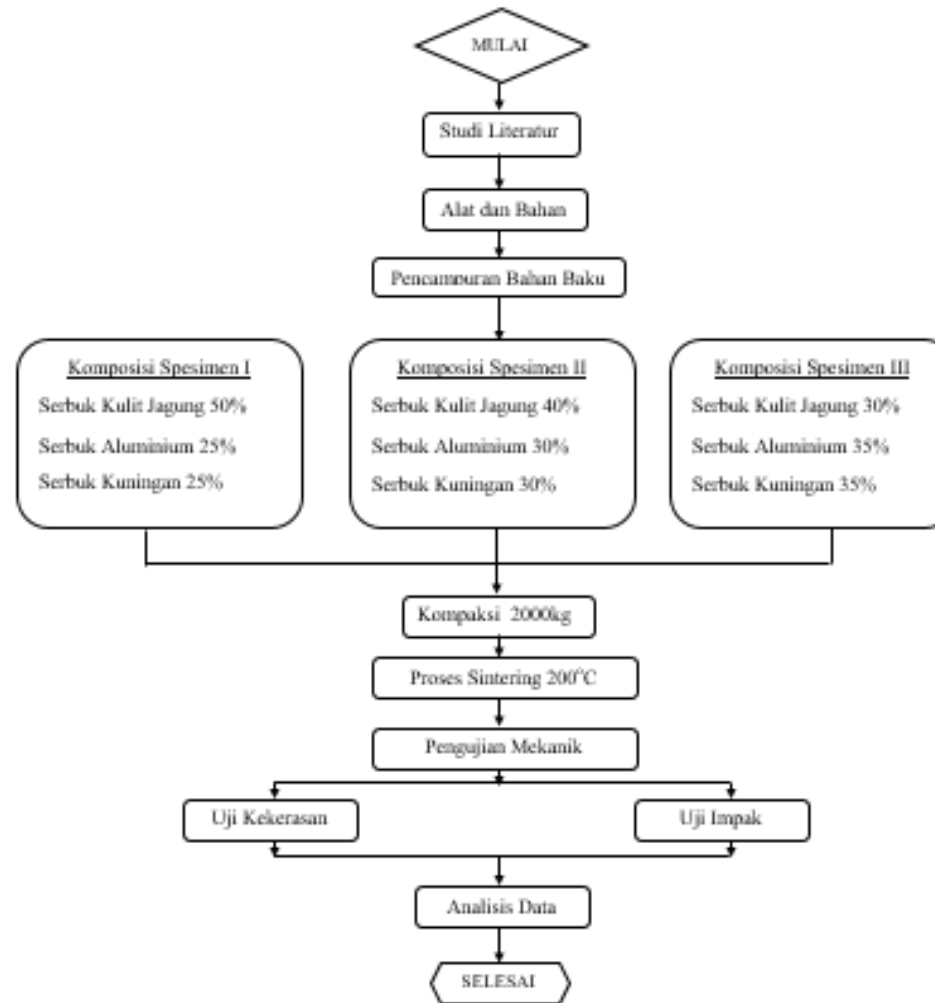 MULAI
Studi Literatur
Alat dan Bahan
Pencampuran Bahan Baku
Komposisi Spesimen I
Serbuk Kulit Jagung 50%
Serbuk Aluminium 25%
Serbuk Kuningan 25%
Komposisi Spesimen II
Serbuk Kulit Jagung 40%
Serbuk Aluminium 30%
Serbuk Kuningan 30%
Komposisi Spesimen III
Serbuk Kulit Jagung 30%
Serbuk Aluminium 35%
Serbuk Kuningan 35%
Kompaksi 2000kg
Proses Sintering 200°C
Pengujian Mekanik
Uji Kekerasan
Uji Impak
Analisis Data
SELESAI